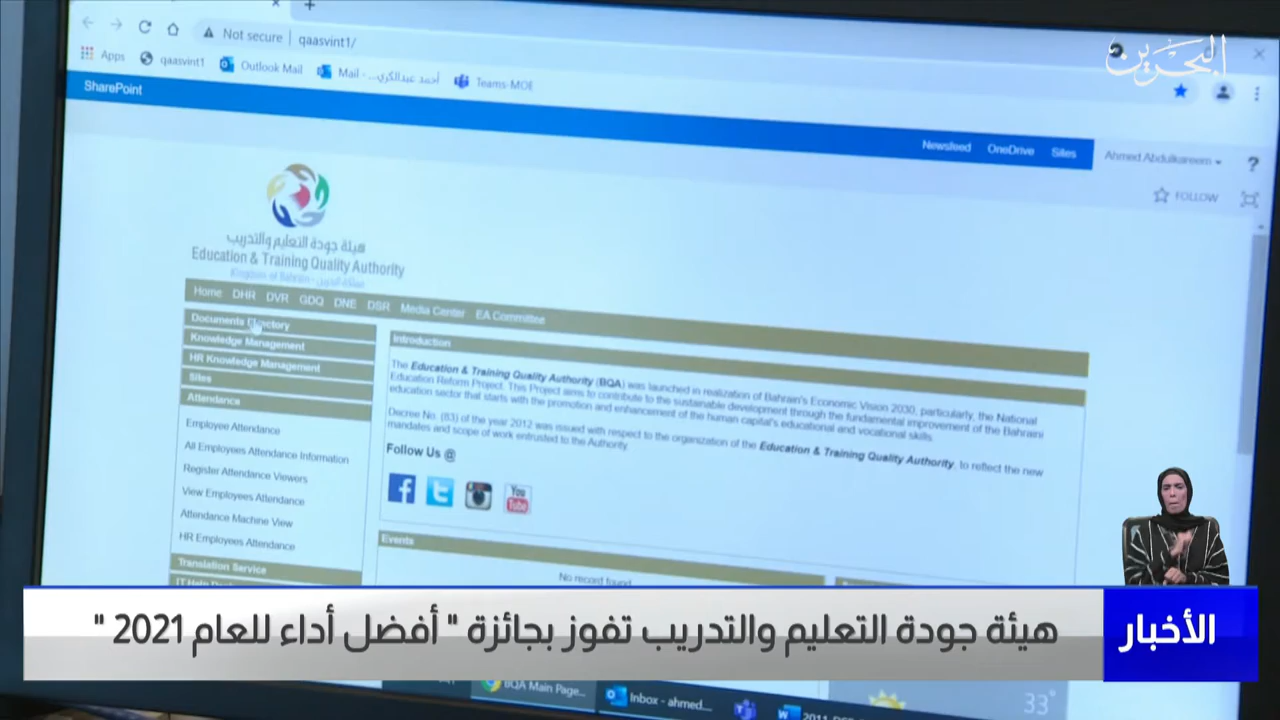 Not secure | qaasvint1/
Apps qaasvint1 Outlook Mail Mail - ...أحمد عبدالكري Teams-MOE
البحرين
SharePoint
Newsfeed OneDrive Sites Ahmed Abdulkareem ?
FOLLOW
هيئة جودة التعليم والتدريب
Education & Training Quality Authority
Kingdom of Bahrain - مملكة البحرين
Home DHR DVR GDQ DNE DSR Media Center EA Committee
Documents Directory
Knowledge Management
HR Knowledge Management
Sites
Attendance
Employee Attendance
All Employees Attendance Information
Register Attendance Viewers
View Employees Attendance
Attendance Machine View
HR Employees Attendance
Translation Service
Introduction
The Education & Training Quality Authority (BQA) was launched in realization of Bahrain's Economic Vision 2030, particularly, the National
Education Reform Project. This Project aims to contribute to the sustainable development through the fundamental improvement of the Bahraini
education sector that starts with the promotion and enhancement of the human capital's educational and vocational skills.
Decree No. (83) of the year 2012 was issued with respect to the organization of the Education & Training Quality Authority, to reflect the new
mandates and scope of work entrusted to the Authority.
Follow Us @
You Tube
Events
No record found
الأخبار
هيئة جودة التعليم والتدريب تفوز بجائزة " أفضل أداء للعام 2021 "
BQA Main Page... Inbox - ahmed... 33°